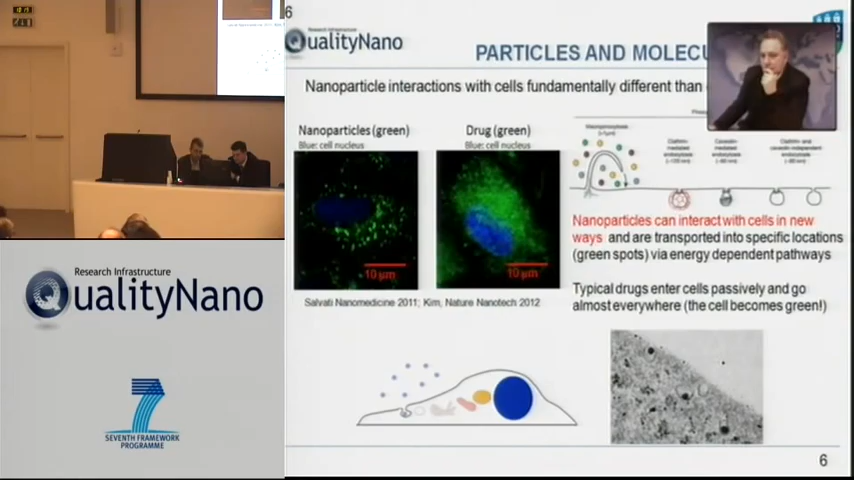 6
Research Infrastructure
QualityNano
PARTICLES AND MOLECU
Nanoparticle interactions with cells fundamentally different than
Nanoparticles (green)
Blue: cell nucleus
Drug (green)
Blue: cell nucleus
10 µm
10 µm
Salvati Nanomedicine 2011; Kim, Nature Nanotech 2012
Nanoparticles can interact with cells in new
ways and are transported into specific locations
(green spots) via energy dependent pathways
Typical drugs enter cells passively and go
almost everywhere (the cell becomes green!)
6
Research Infrastructure
QualityNano
SEVENTH FRAMEWORK
PROGRAMME